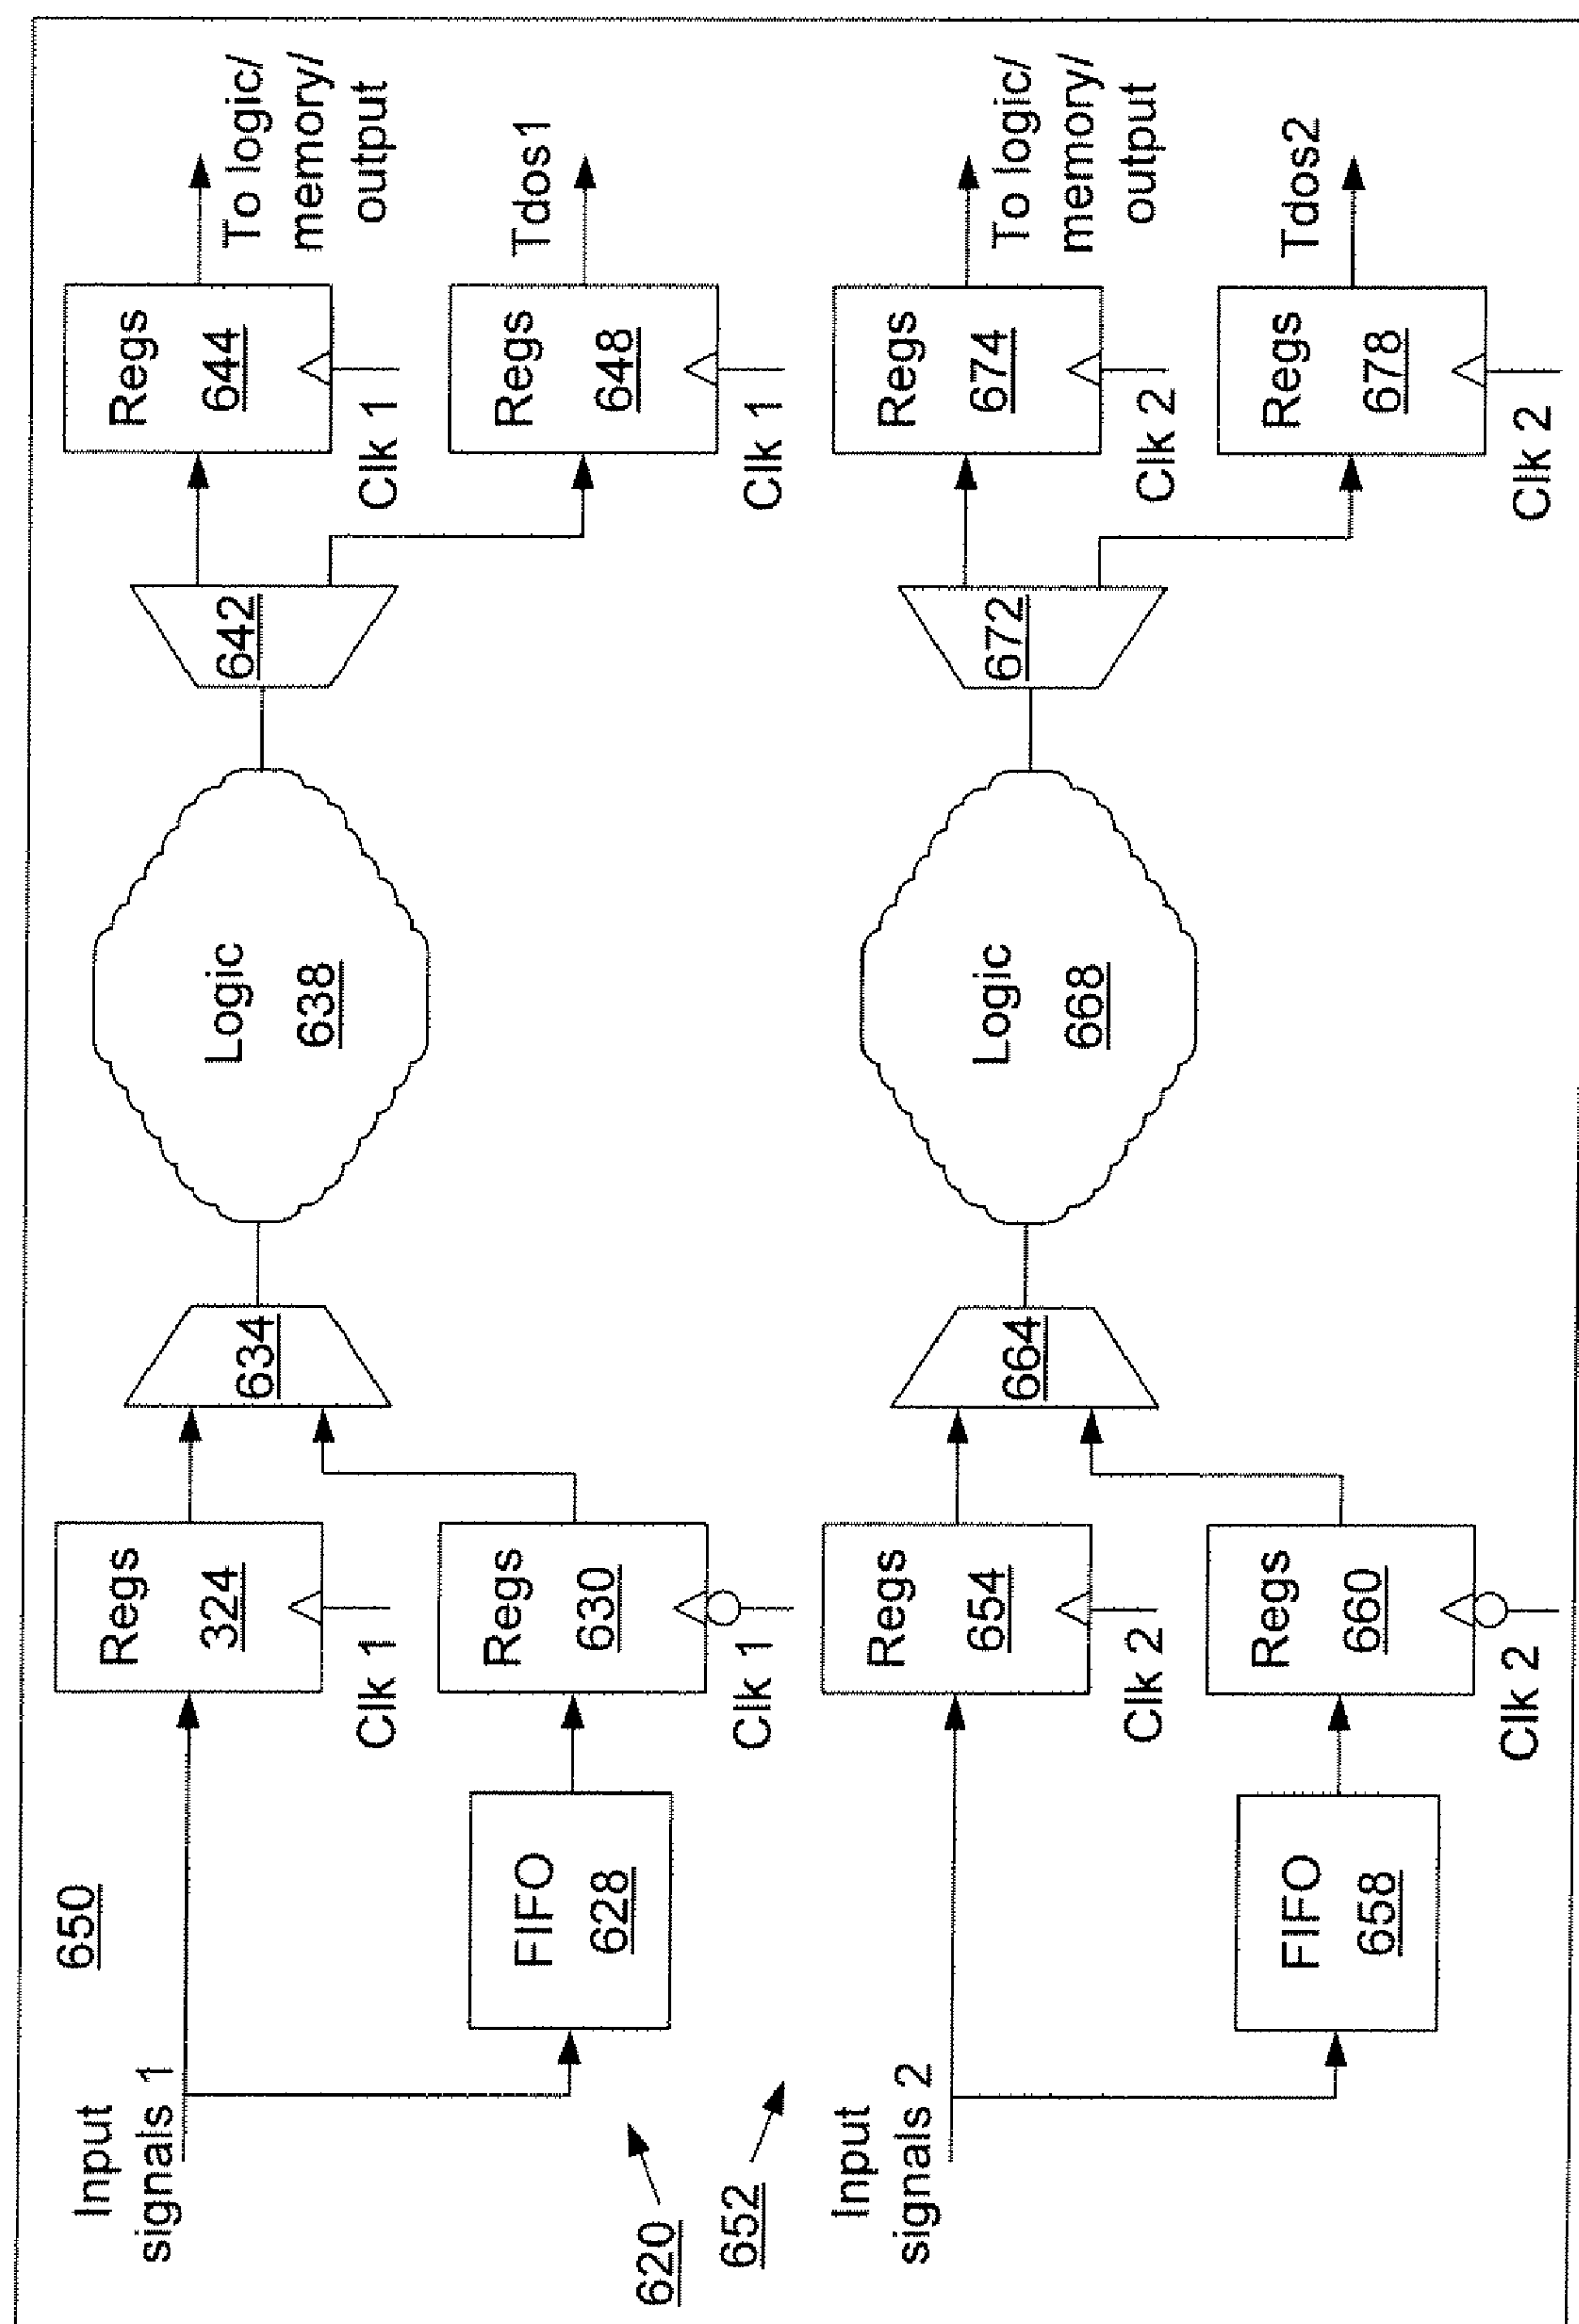 650
Input
signals 1
Regs
324
Clk 1
FIFO
628
Regs
630
Clk 1
634
Logic
638
642
Regs
644
Clk 1
To logic/
memory/
output
Regs
648
Clk 1
Tdos1
620
652
Input
signals 2
Regs
654
Clk 2
FIFO
658
Regs
660
Clk 2
664
Logic
668
672
Regs
674
Clk 2
To logic/
memory/
output
Regs
678
Clk 2
Tdos2